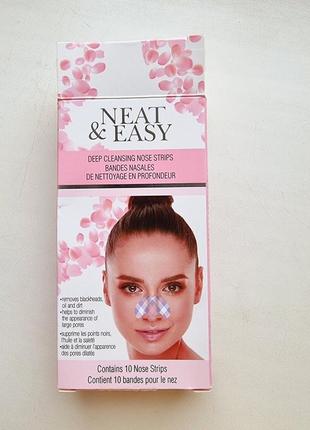 NEAT
& EASY
DEEP CLEANSING NOSE STRIPS
BANDES NASALES
DE NETTOYAGE EN PROFONDEUR
•removes blackheads,
oil and dirt
•helps to diminish
the appearance of
large pores
•supprime les points noirs,
l'huile et la saleté
•aide à diminuer l'apparence
des pores dilatés
Contains 10 Nose Strips
Contient 10 bandes pour le nez